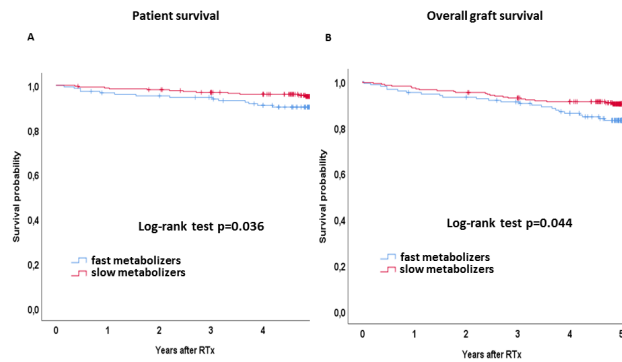 Patient survival
A
Survival probability
1,0
0,8
0,6
0,4
0,2
0,0
Log-rank test p=0.036
fast metabolizers
slow metabolizers
0 1 2 3 4
Years after RTx
Overall graft survival
B
Survival probability
1,0
0,8
0,6
0,4
0,2
0,0
Log-rank test p=0.044
fast metabolizers
slow metabolizers
0 1 2 3 4 5
Years after RTx